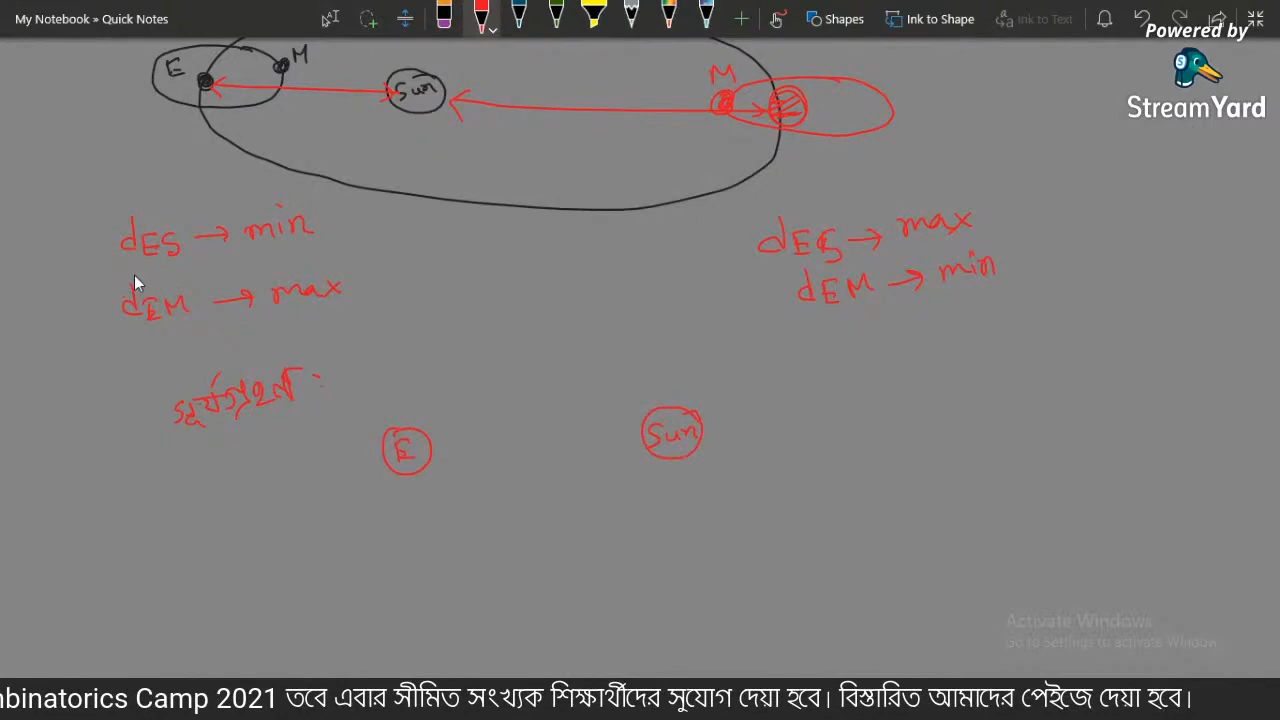 My Notebook » Quick Notes
Shapes
Ink to Shape
Ink to Text
Powered by
StreamYard
E
M
Sun
M
dES → min
dEM → max
dES → max
dEM → min
সূর্যগ্রহণ :
E
Sun
Activate Windows
Go to Settings to activate Window
mbinatorics Camp 2021 তবে এবার সীমিত সংখ্যক শিক্ষার্থীদের সুযোগ দেয়া হবে। বিস্তারিত আমাদের পেইজে দেয়া হবে।